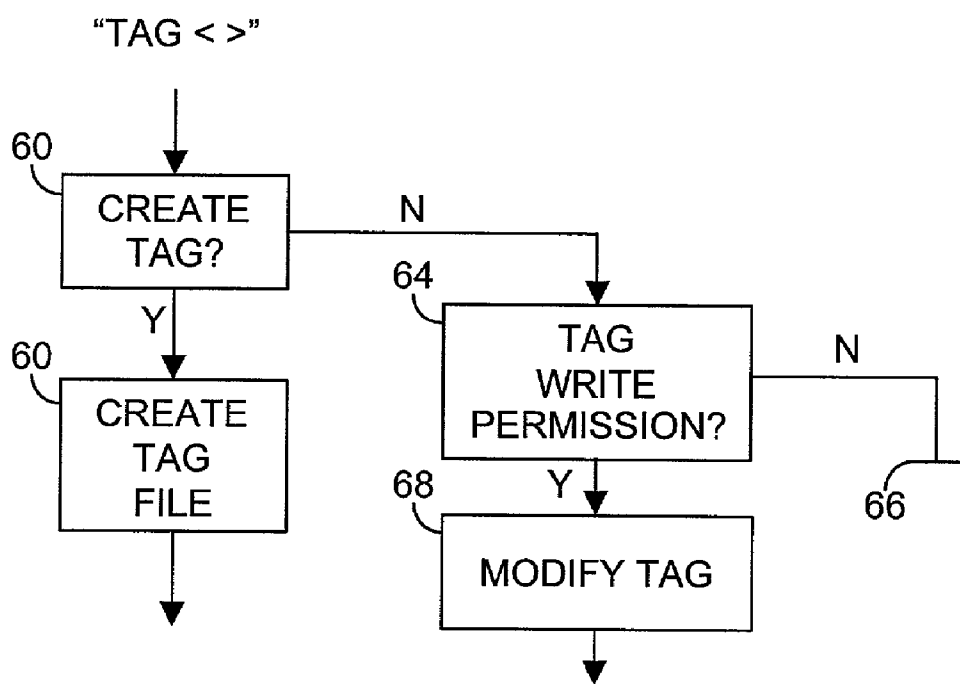 “TAG < >”
60
CREATE
TAG?
N
Y
64
TAG
WRITE
PERMISSION?
N
60
CREATE
TAG
FILE
Y
66
68
MODIFY TAG